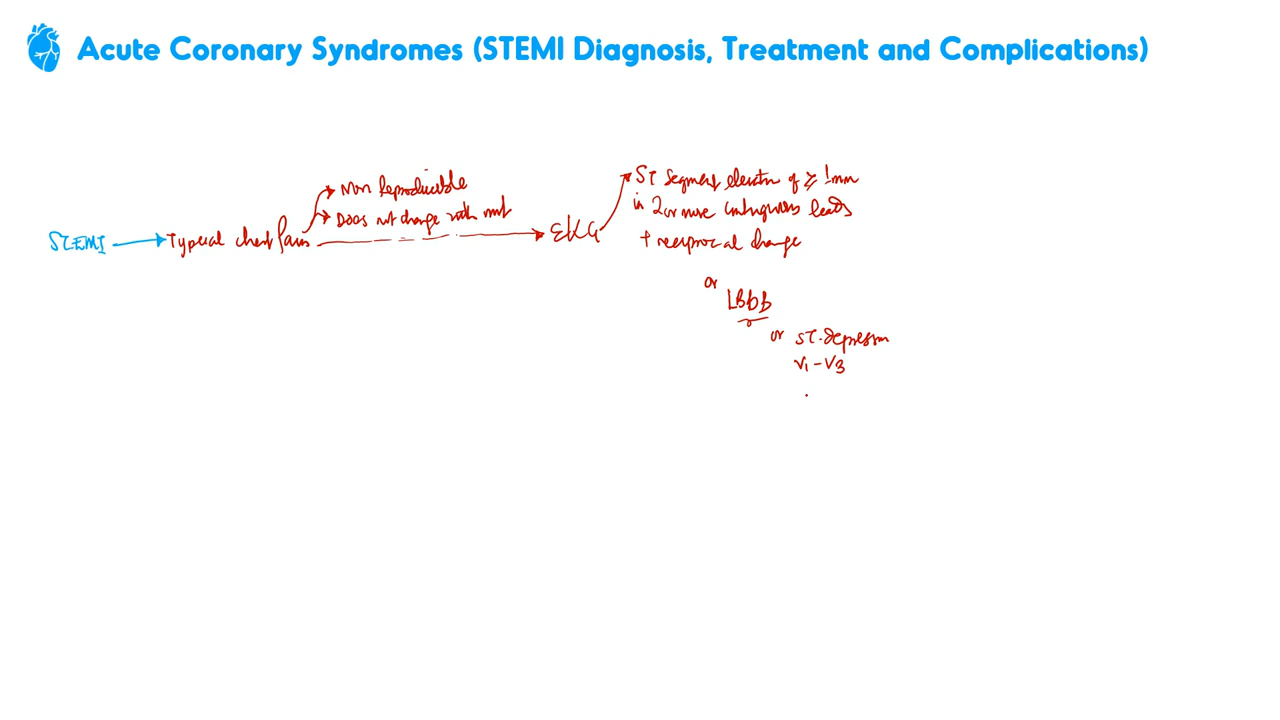 Acute Coronary Syndromes (STEMI Diagnosis, Treatment and Complications)
STEMI
Typical chest pain
Non Reproducible
Does not change with
EKG
ST Segment elevation of ≥ 1mm
in 2 or more contiguous leads
+ reciprocal change
or
LBBB
or ST-depression
V1-V3